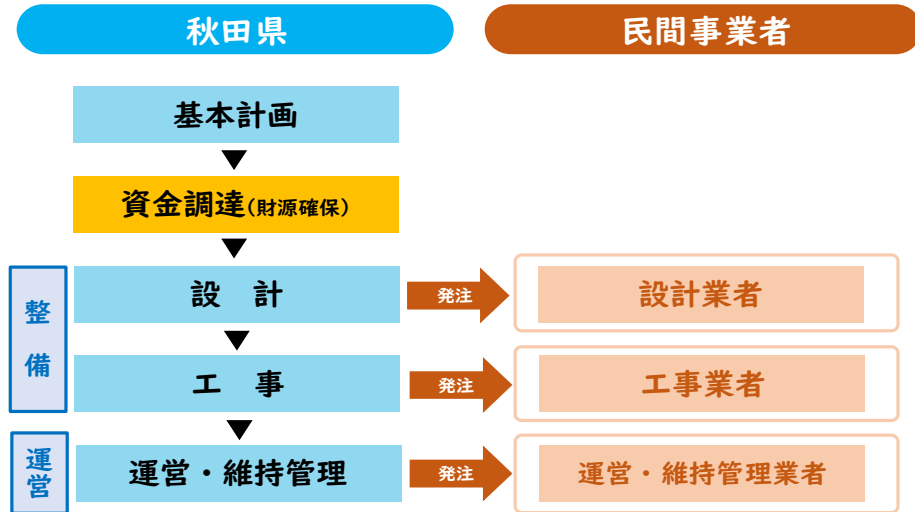 秋田県
民間事業者
基本計画
資金調達(財源確保)
整備
設　計
発注
設計業者
工　事
発注
工事業者
運営
運営・維持管理
発注
運営・維持管理業者